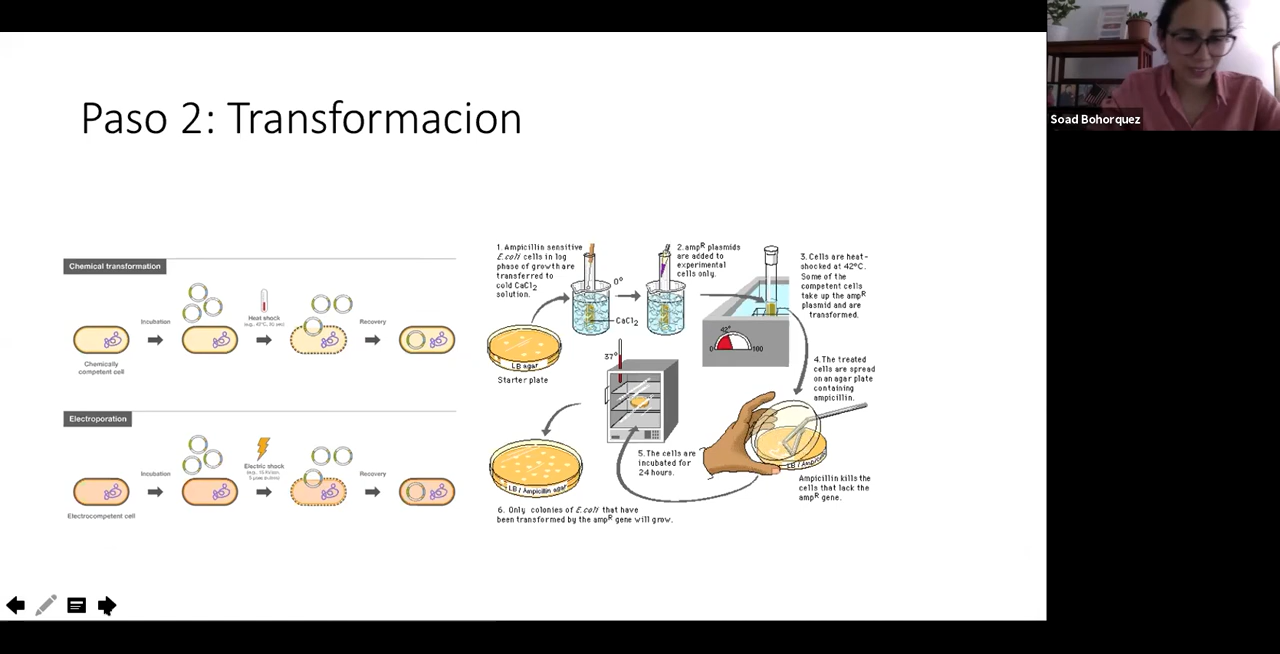 Paso 2: Transformacion
Soad Bohorquez
Chemical transformation
Incubation
Heat shock
Recovery
Chemically
competent cell
Electroporation
Incubation
Electric shock
Recovery
Electrocompetent cell
1. Ampicillin sensitive
E.coli cells in log
phase of growth are
transferred to
cold CaCl2
solution.
0°
CaCl2
2. ampR plasmids
are added to
experimental
cells only.
3. Cells are heat-
shocked at 42°C.
Some of the
competent cells
take up the ampR
plasmid and are
transformed.
42°
0
100
LB agar
Starter plate
37°
4. The treated
cells are spread
on an agar plate
containing
ampicillin.
LB / Ampicillin agar
5. The cells are
incubated for
24 hours.
Ampicillin kills the
cells that lack the
ampR gene.
6. Only colonies of E.coli that have
been transformed by the ampR gene will grow.